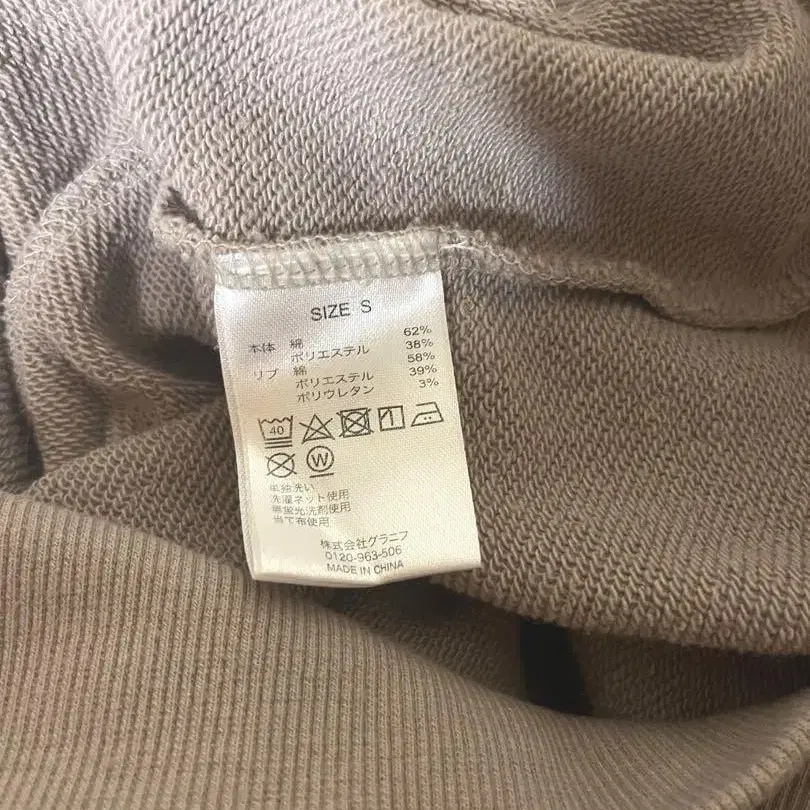 SIZE S
本体 綿 62%
ポリエステル 38%
リブ 綿 58%
ポリエステル 39%
ポリウレタン 3%
40
W
単独洗い
洗濯ネット使用
無蛍光洗剤使用
当て布使用
株式会社グラニフ
0120-963-506
MADE IN CHINA